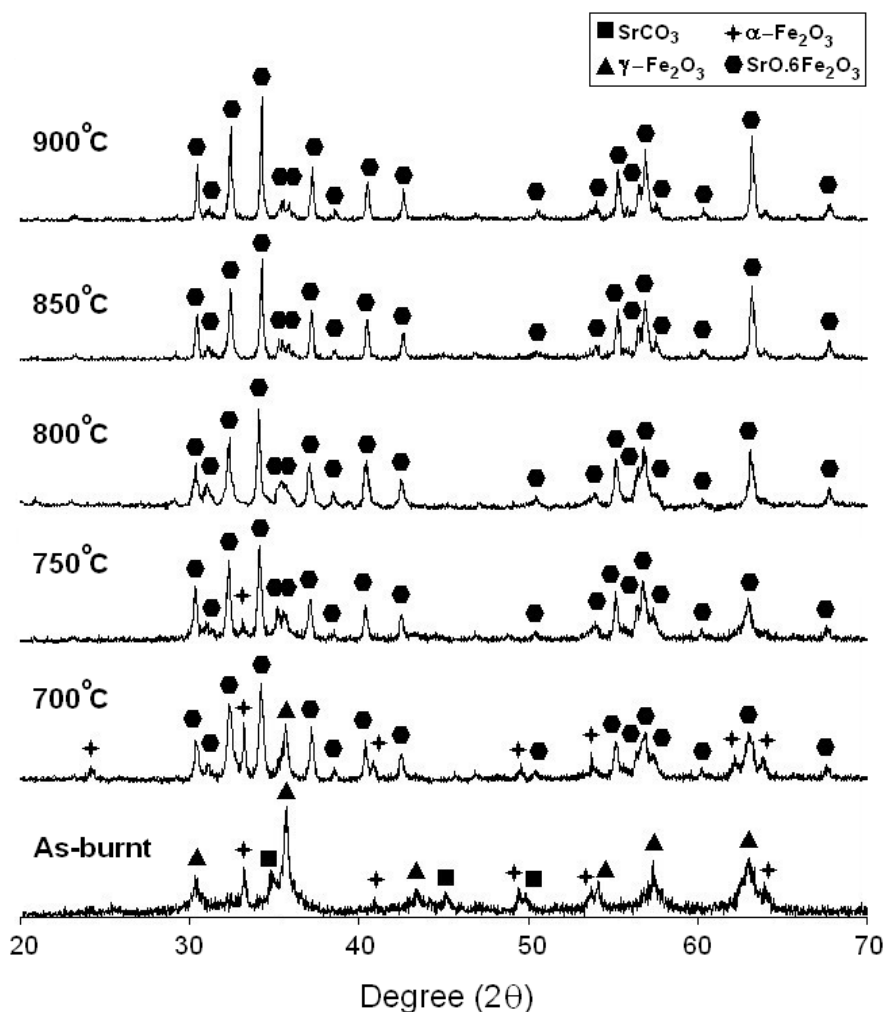 SrCO₃ α–Fe₂O₃
γ–Fe₂O₃ SrO.6Fe₂O₃
900°C
850°C
800°C
750°C
700°C
As-burnt
20 30 40 50 60 70
Degree (2θ)